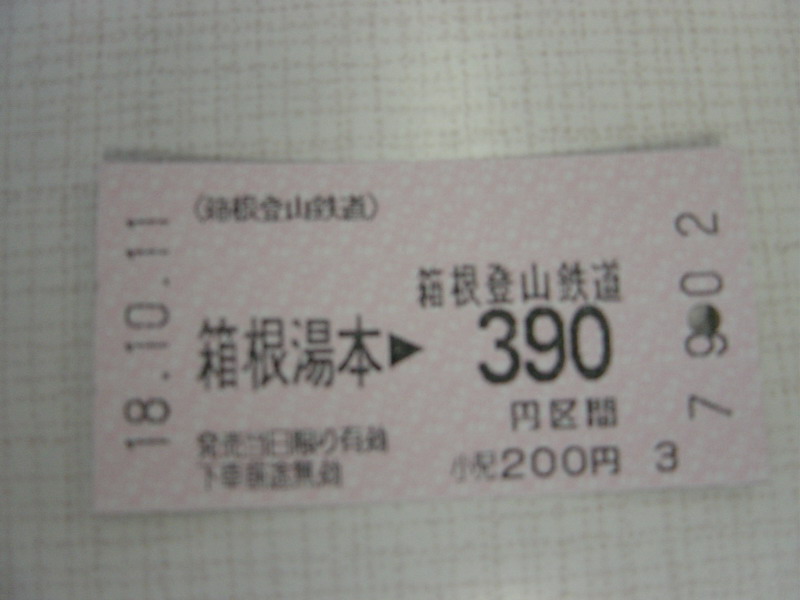 (箱根登山鉄道)
18.10.11
箱根登山鉄道
箱根湯本▶ 390
円区間
発売当日限り有効
下車前途無効
小児200円 3
7902